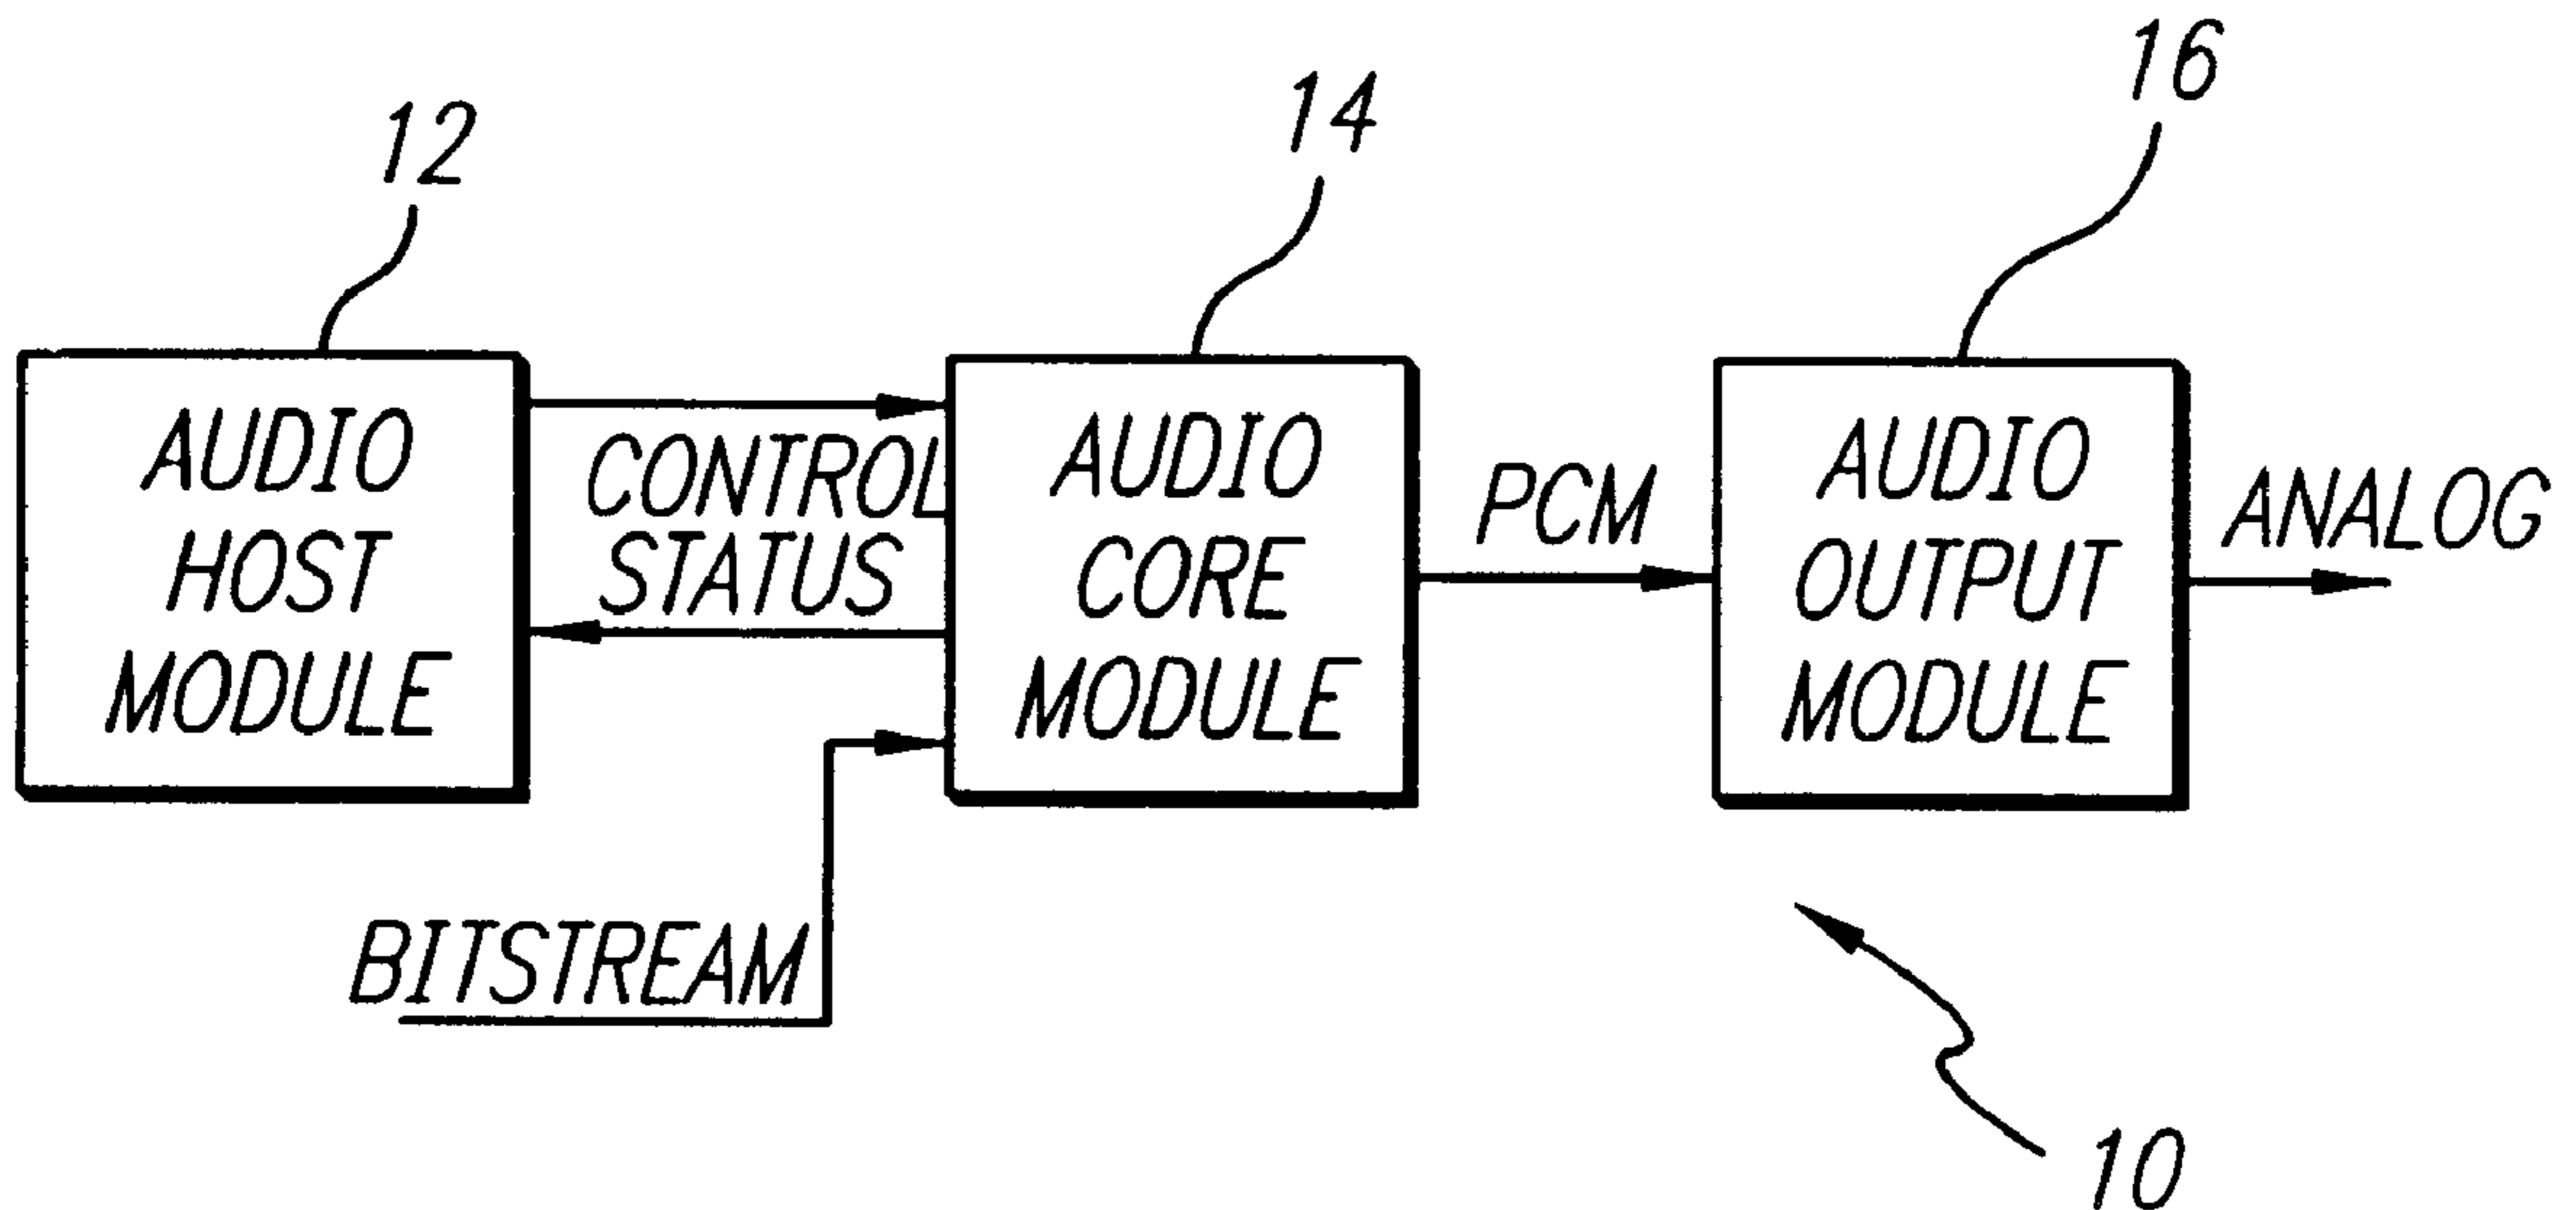 12
14
16
AUDIO
HOST
MODULE
CONTROL
STATUS
AUDIO
CORE
MODULE
PCM
AUDIO
OUTPUT
MODULE
ANALOG
BITSTREAM
10